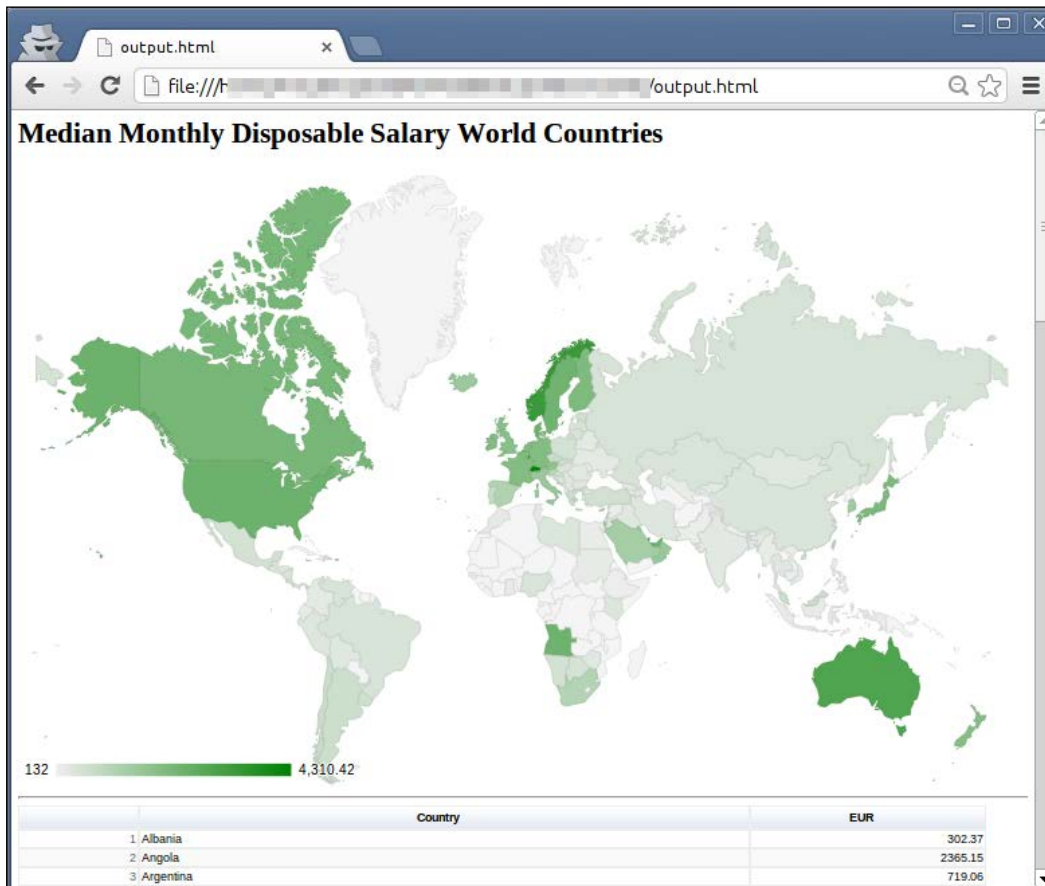 output.html
file:///h /output.html
Median Monthly Disposable Salary World Countries
132 4,310.42
Country EUR
1 Albania 302.37
2 Angola 2365.15
3 Argentina 719.06